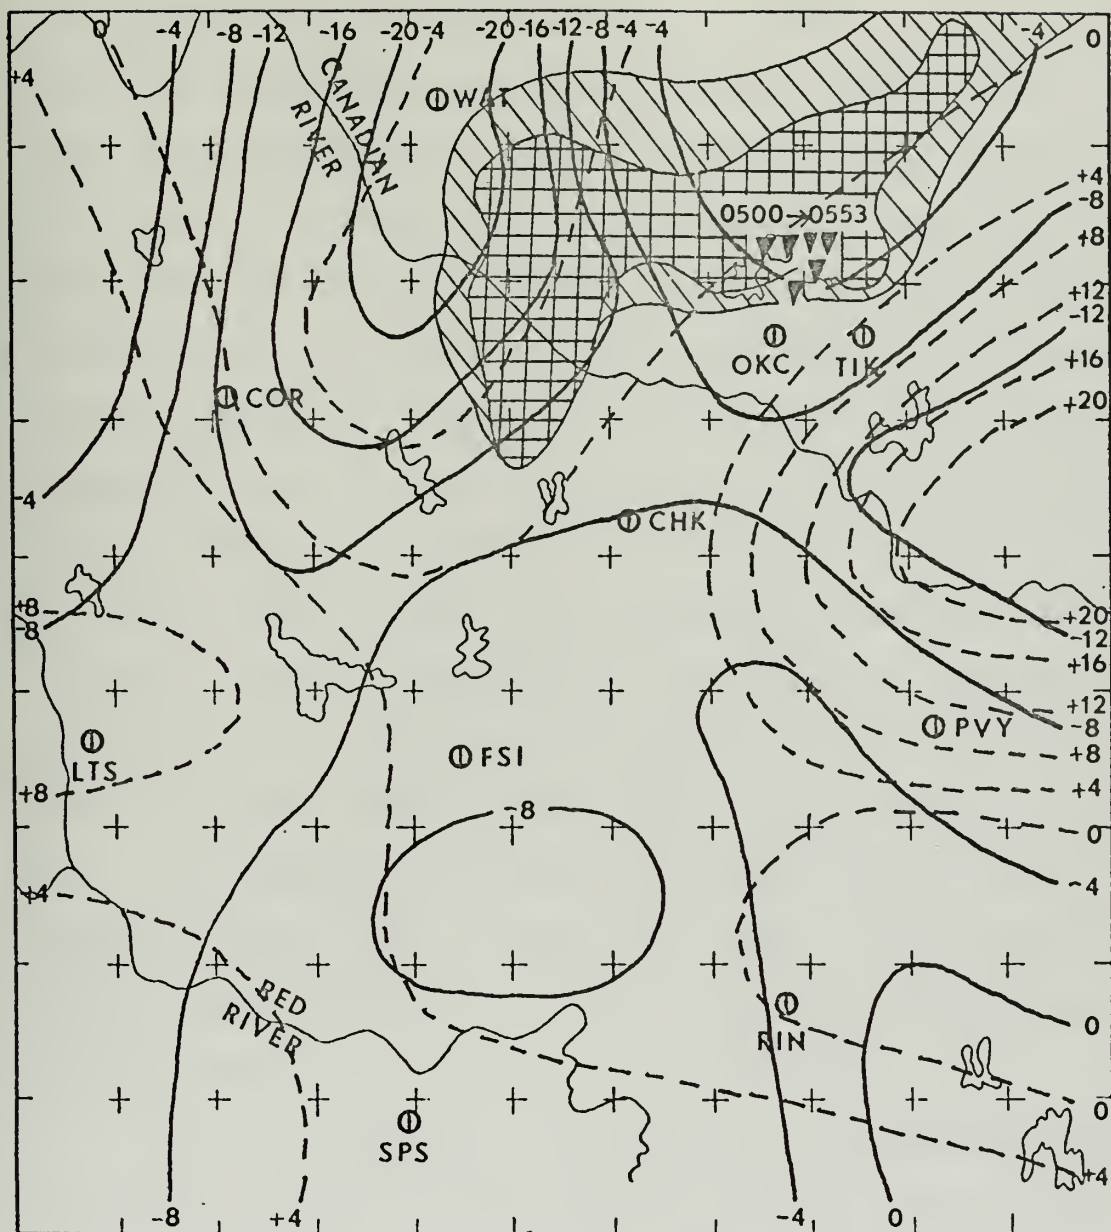 0 -4 -8 -12 -16 -20 -4 -20 -16 -12 -8 -4 -4 -4
0
+4
CANADIAN
RIVER
WAT
+4
-8
0500→0553
+8
+12
-12
OKC TIK
+16
COR
+20
-4
CHK
+8
-8
+20
-12
+16
+12
-8
PVY
LTS
FSI
+8
+8
+4
-8
0
-4
+4
RED
RIVER
RIN
0
0
SPS
+4
-8 +4 -4 0